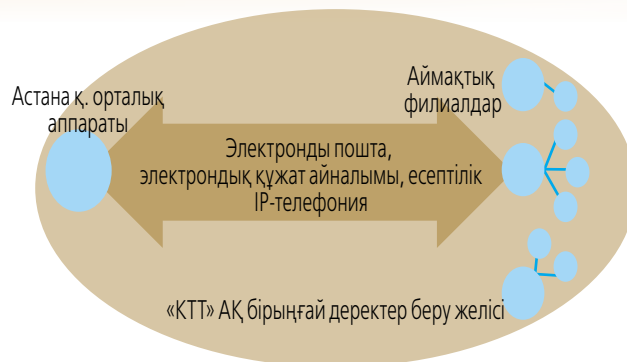 Астана қ. орталық
аппараты
Аймақтық
филиалдар
Электронды пошта,
электрондық құжат айналымы, есептілік
IP-телефония
«КТТ» АҚ бірыңғай деректер беру желісі